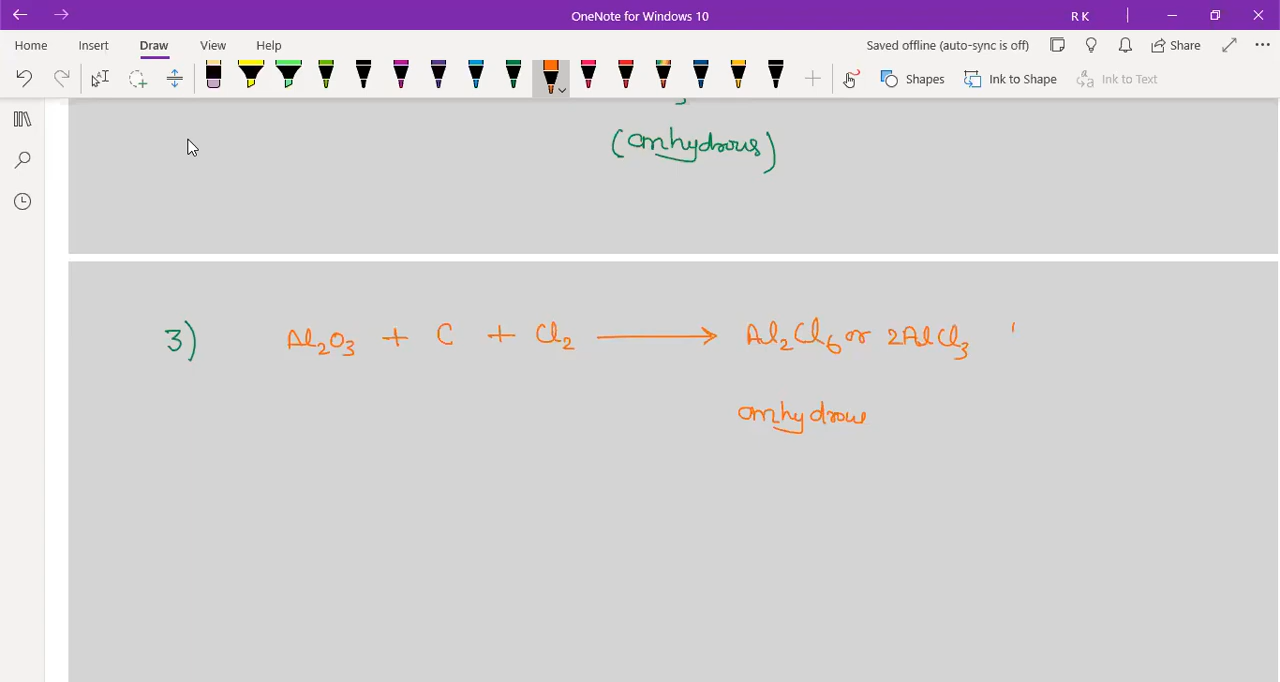 OneNote for Windows 10
R K
Home Insert Draw View Help
Saved offline (auto-sync is off) Share
Shapes Ink to Shape Ink to Text
(anhydrous)
3) Al₂O₃ + C + Cl₂ ⟶ Al₂Cl₆ or 2AlCl₃
anhydrous